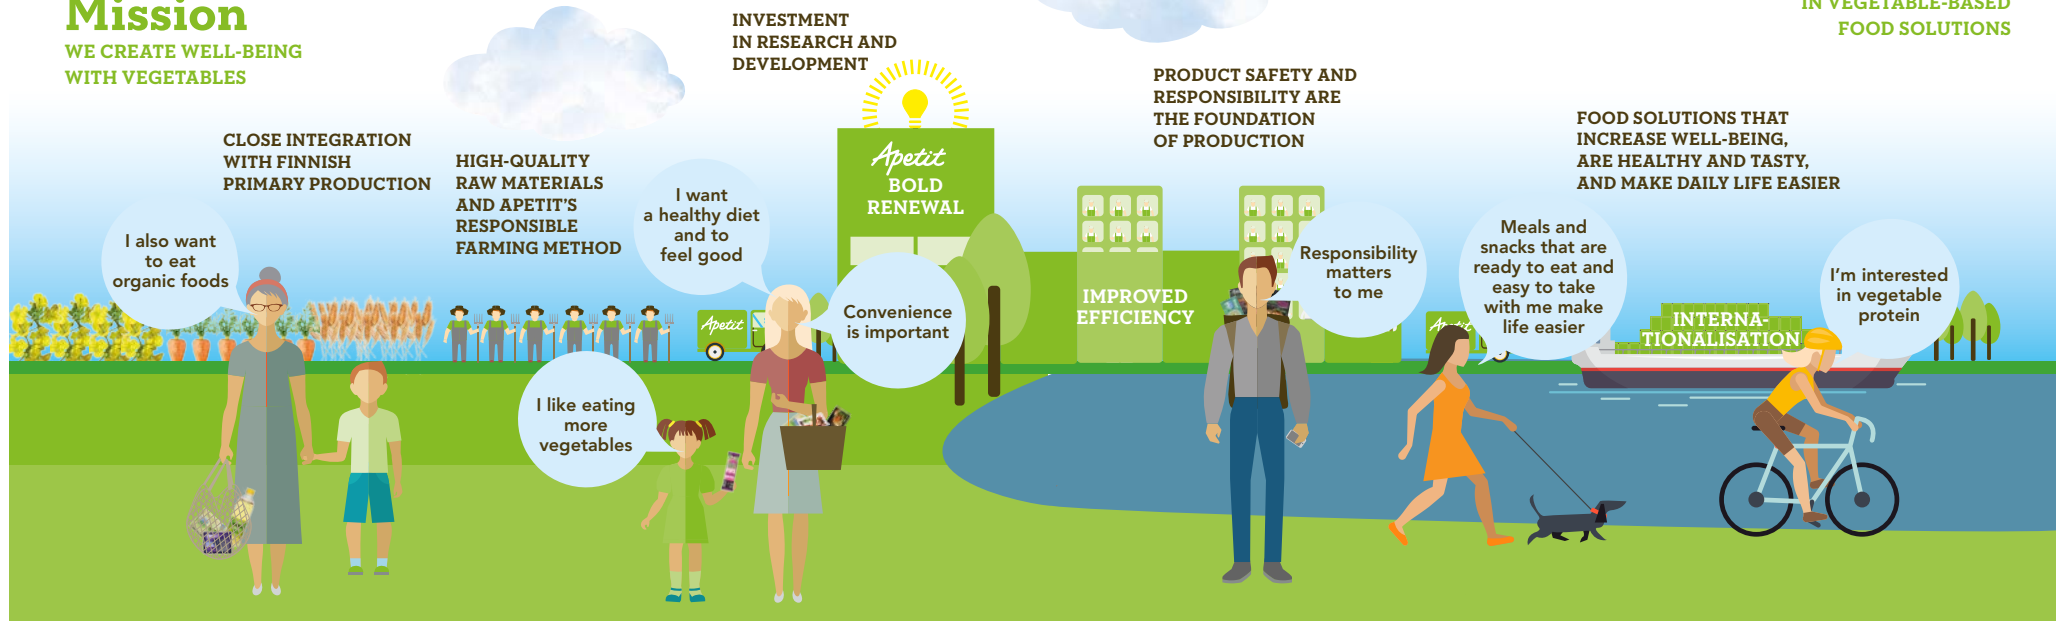 Mission
WE CREATE WELL-BEING
WITH VEGETABLES
IN VEGETABLE-BASED
FOOD SOLUTIONS
INVESTMENT
IN RESEARCH AND
DEVELOPMENT
PRODUCT SAFETY AND
RESPONSIBILITY ARE
THE FOUNDATION
OF PRODUCTION
FOOD SOLUTIONS THAT
INCREASE WELL-BEING,
ARE HEALTHY AND TASTY,
AND MAKE DAILY LIFE EASIER
CLOSE INTEGRATION
WITH FINNISH
PRIMARY PRODUCTION
HIGH-QUALITY
RAW MATERIALS
AND APETIT'S
RESPONSIBLE
FARMING METHOD
I want
a healthy diet
and to
feel good
Apetit
BOLD
RENEWAL
I also want
to eat
organic foods
Convenience
is important
IMPROVED
EFFICIENCY
Responsibility
matters
to me
Meals and
snacks that are
ready to eat and
easy to take
with me make
life easier
I'm interested
in vegetable
protein
INTERNA-
TIONALISATION
Apetit
I like eating
more
vegetables